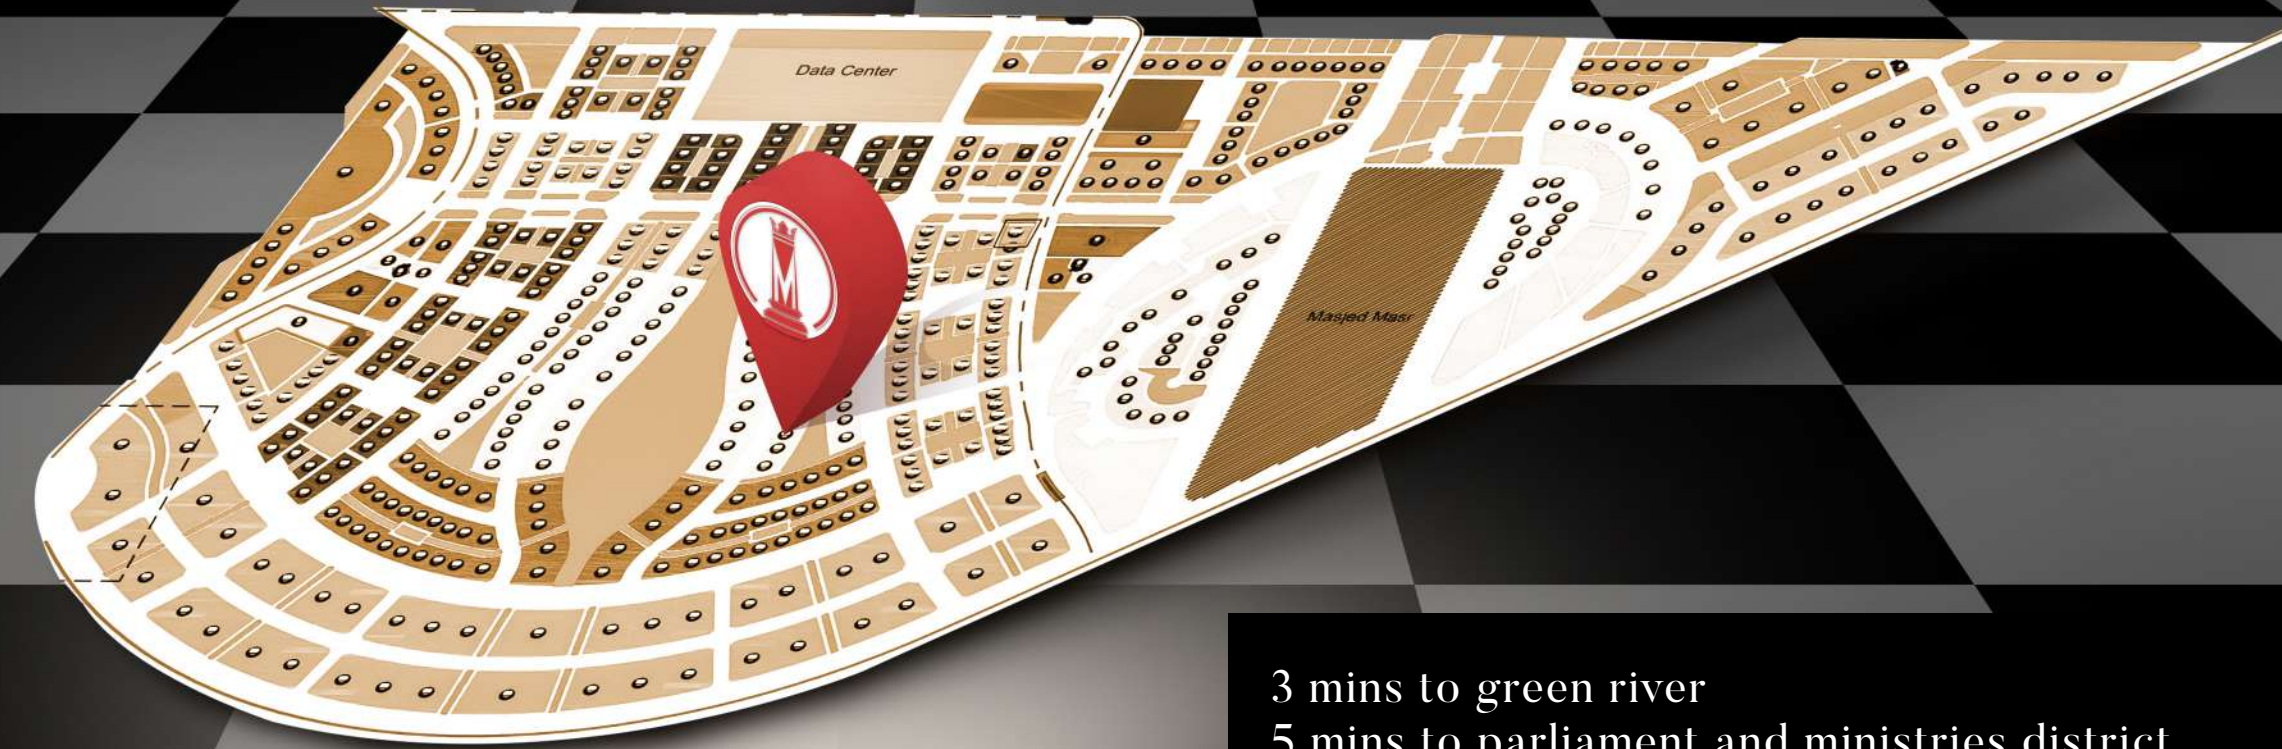 Data Center
M
Masjed Masr
3 mins to green river
5 mins to parliament and ministries district